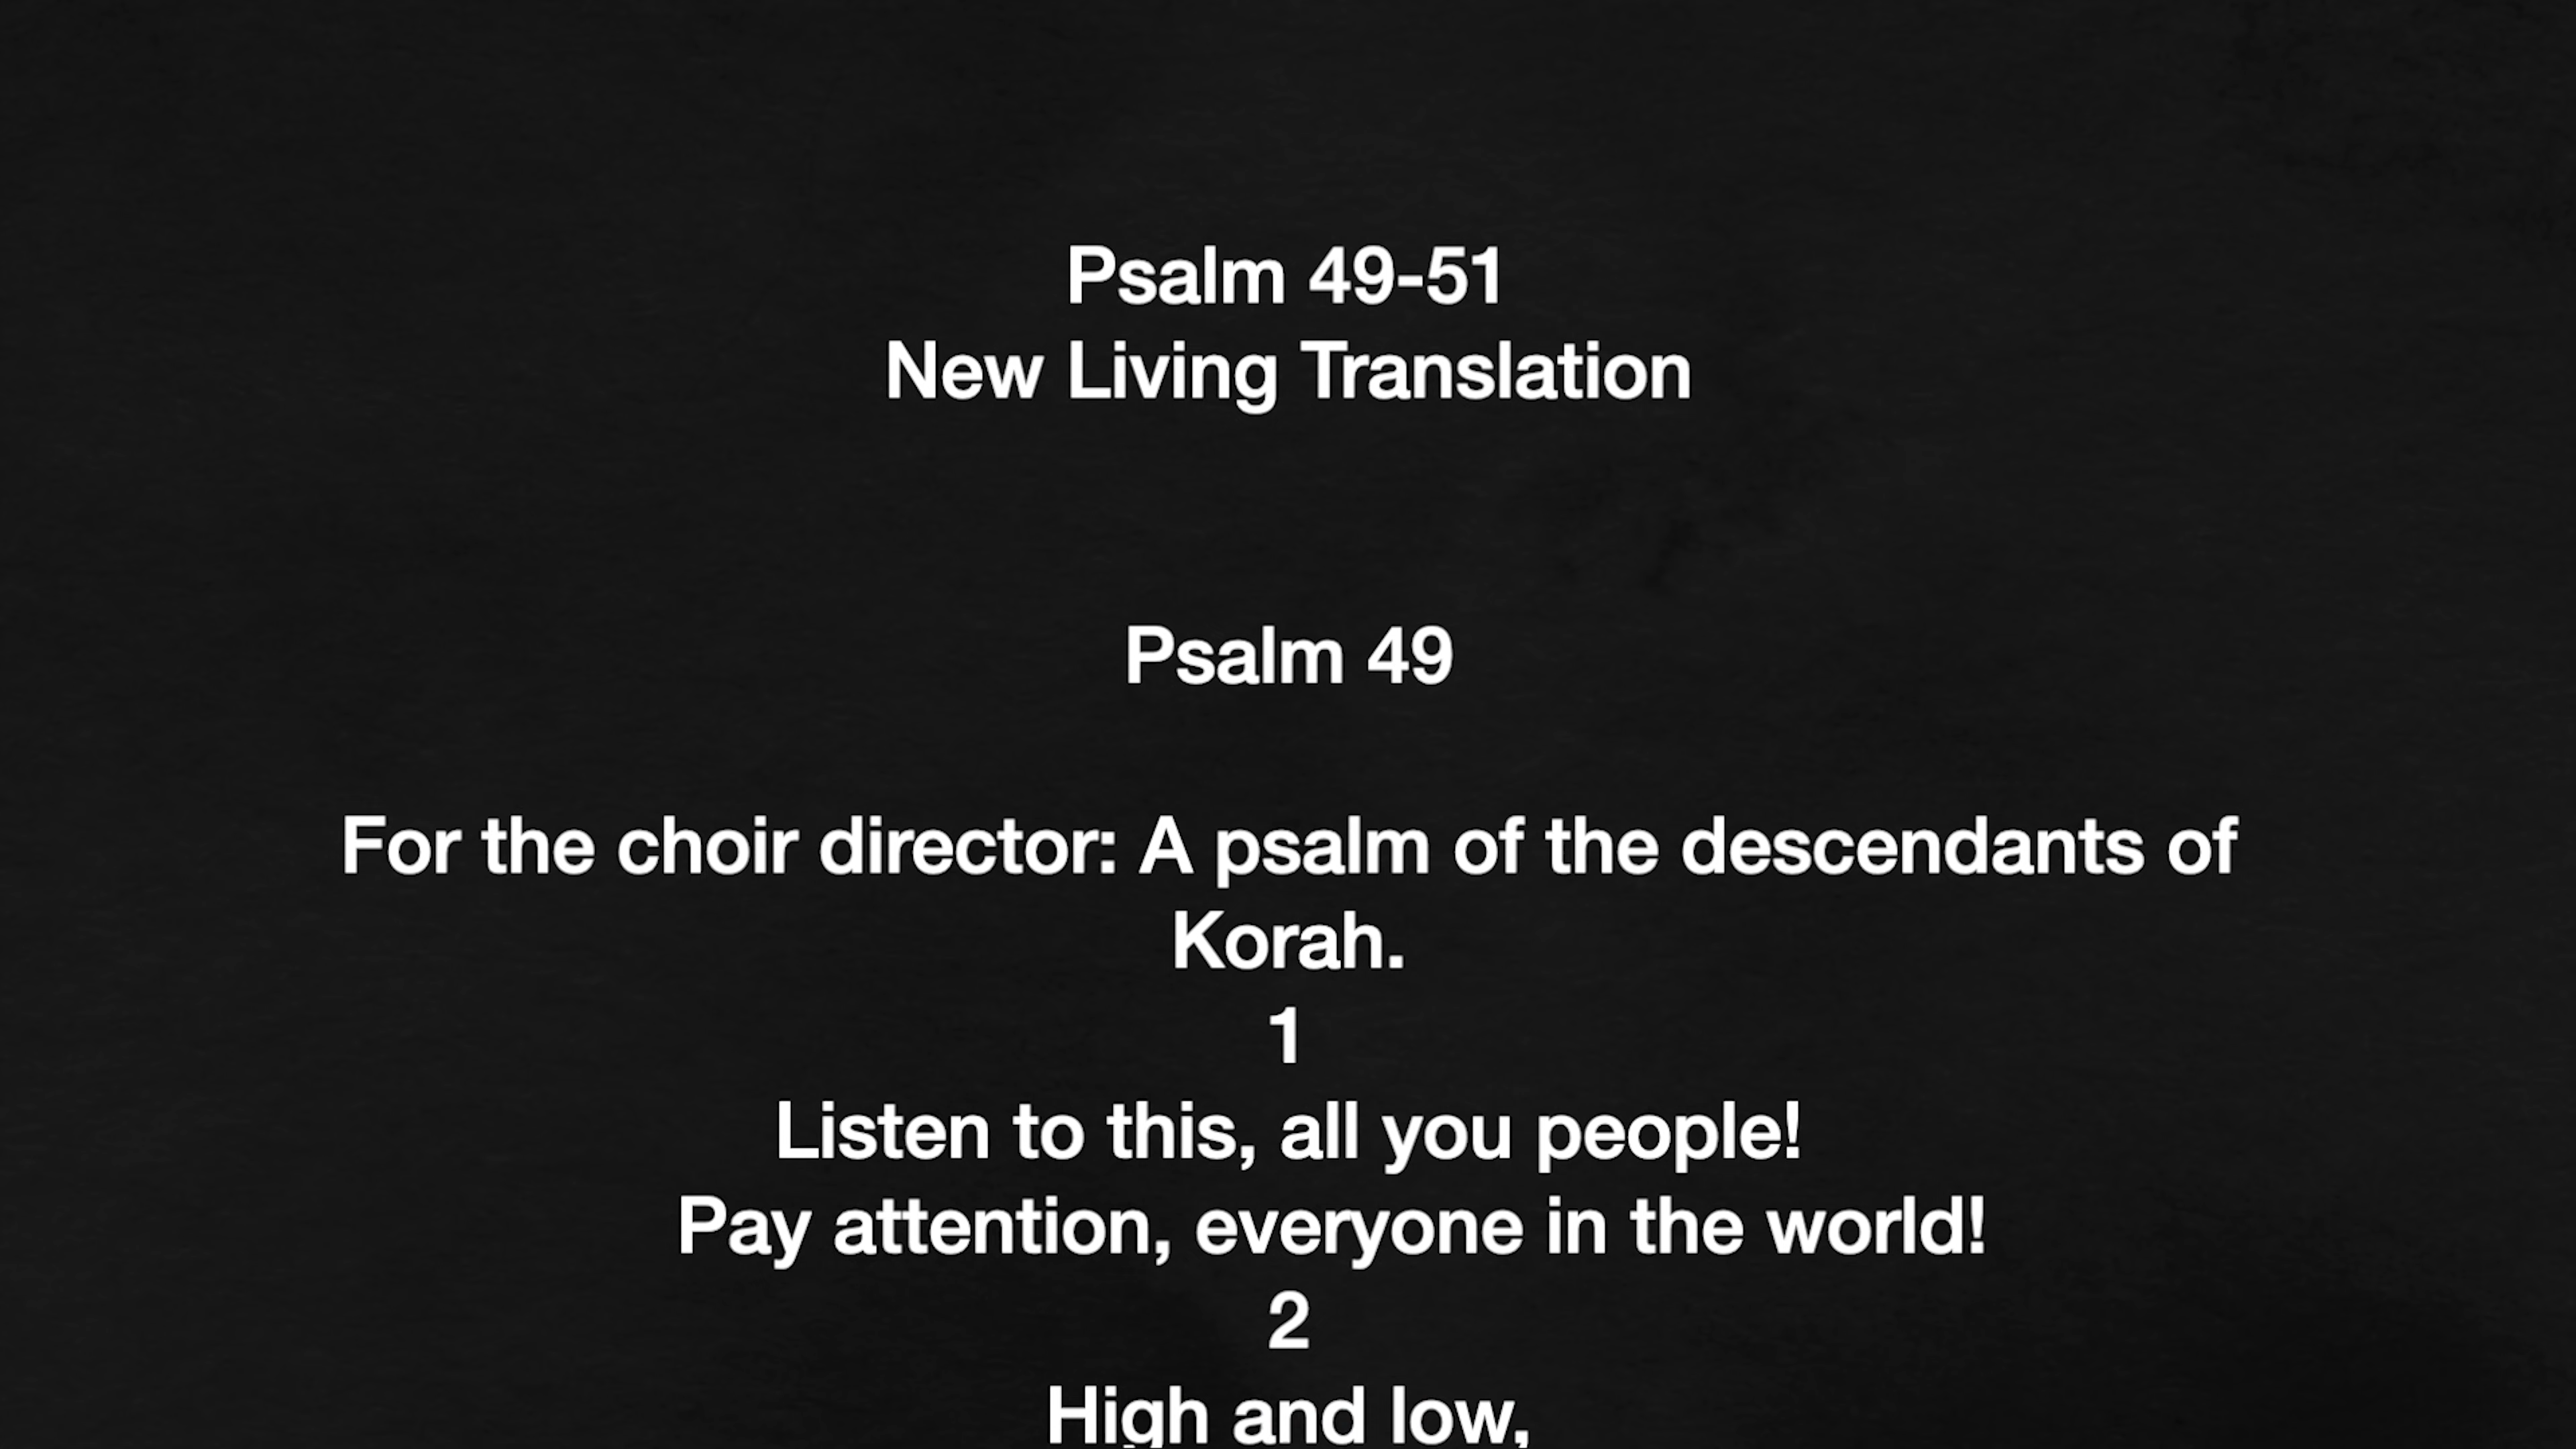 Psalm 49-51
New Living Translation
Psalm 49
For the choir director: A psalm of the descendants of
Korah.
1
Listen to this, all you people!
Pay attention, everyone in the world!
2
High and low,